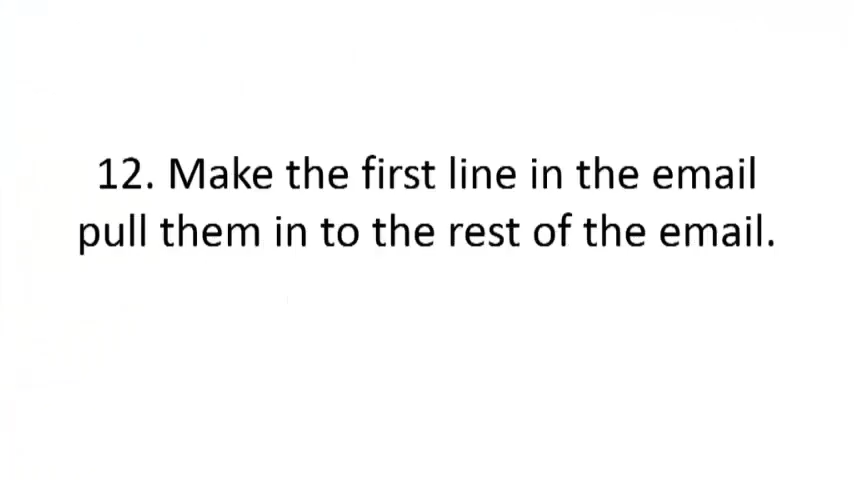 12. Make the first line in the email
pull them in to the rest of the email.